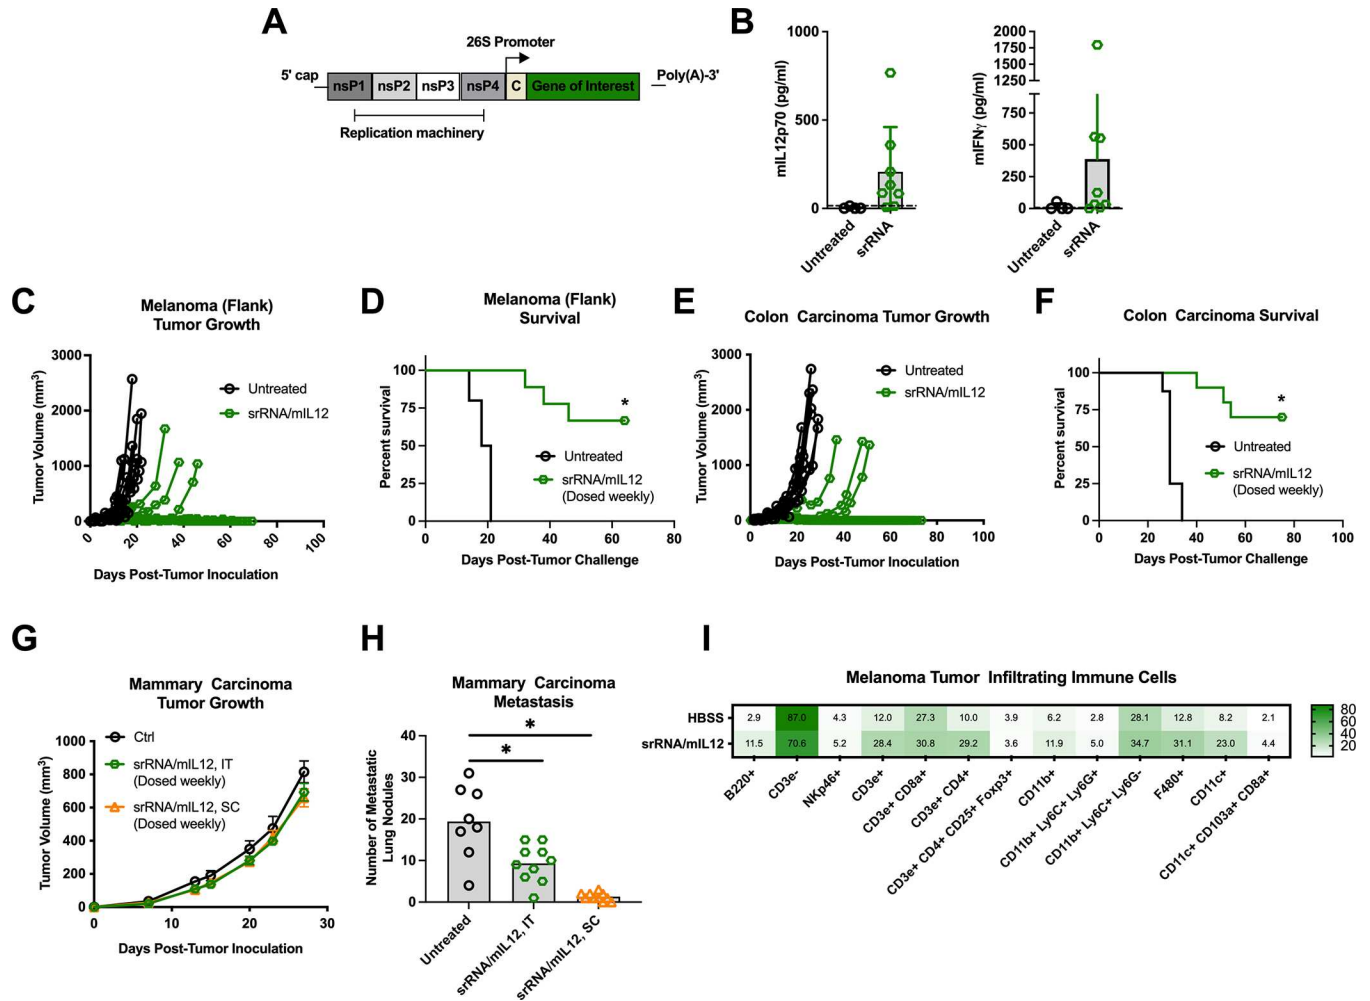 A
26S Promoter
5' cap
nsP1
nsP2
nsP3
nsP4
C
Gene of Interest
Poly(A)-3'
Replication machinery
B
mIL12p70 (pg/ml)
1000
500
0
Untreated
srRNA
mIFNγ (pg/ml)
2000
1750
1500
1250
750
500
250
0
Untreated
srRNA
C
Melanoma (Flank)
Tumor Growth
Tumor Volume (mm³)
3000
2000
1000
0
Untreated
srRNA/mIL12
0
20
40
60
80
100
Days Post-Tumor Inoculation
D
Melanoma (Flank)
Survival
Percent survival
100
75
50
25
0
*
Untreated
srRNA/mIL12
(Dosed weekly)
0
20
40
60
80
Days Post-Tumor Challenge
E
Colon Carcinoma Tumor Growth
Tumor Volume (mm³)
3000
2000
1000
0
Untreated
srRNA/mIL12
0
20
40
60
80
100
Days Post-Tumor Inoculation
F
Colon Carcinoma Survival
Percent survival
100
75
50
25
0
*
Untreated
srRNA/mIL12
(Dosed weekly)
0
20
40
60
80
100
Days Post-Tumor Challenge
G
Mammary Carcinoma
Tumor Growth
Tumor Volume (mm³)
1000
800
600
400
200
0
Ctrl
srRNA/mIL12, IT
(Dosed weekly)
srRNA/mIL12, SC
(Dosed weekly)
0
10
20
30
Days Post-Tumor Inoculation
H
Mammary Carcinoma
Metastasis
Number of Metastatic
Lung Nodules
40
30
20
10
0
*
*
Untreated
srRNA/mIL12, IT
srRNA/mIL12, SC
I
Melanoma Tumor Infiltrating Immune Cells
HBSS 2.9 87.0 4.3 12.0 27.3 10.0 3.9 6.2 2.8 28.1 12.8 8.2 2.1
srRNA/mIL12 11.5 70.6 5.2 28.4 30.8 29.2 3.6 11.9 5.0 34.7 31.1 23.0 4.4
B220+
CD3e-
NKp46+
CD3e+
CD3e+ CD8a+
CD3e+ CD4+
CD3e+ CD4+ CD25+ Foxp3+
CD11b+
CD11b+ Ly6C+ Ly6G+
CD11b+ Ly6C+ Ly6G-
F480+
CD11c+
CD11c+ CD103a+ CD8a+
80
60
40
20